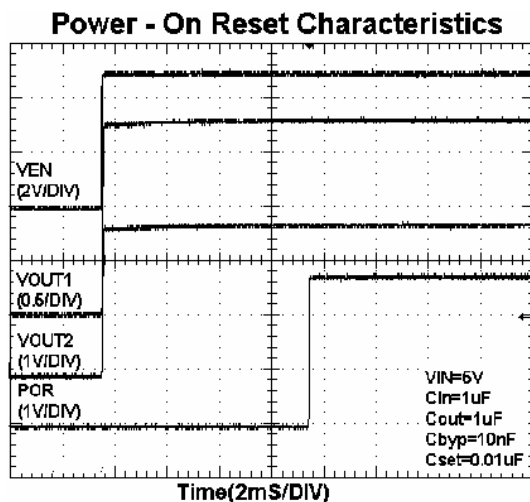 Power - On Reset Characteristics
VEN
(2V/DIV)
VOUT1
(0.5/DIV)
VOUT2
(1V/DIV)
POR
(1V/DIV)
VIN=5V
Cin=1uF
Cout=1uF
Cbyp=10nF
Cset=0.01uF
Time(2mS/DIV)